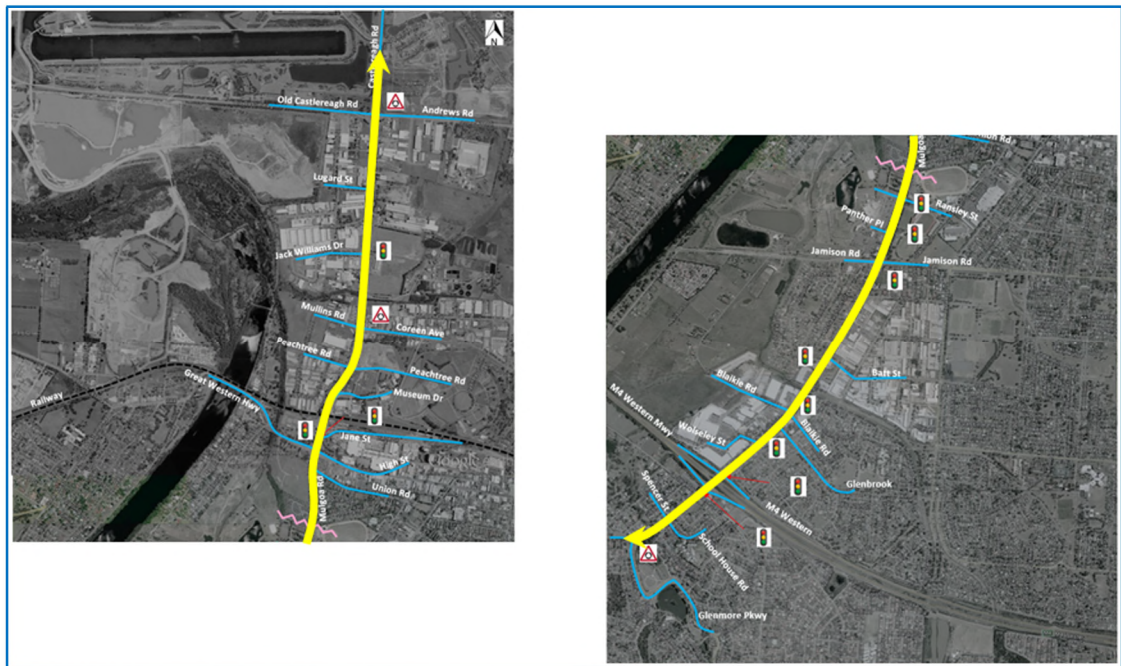 Castlereagh Rd
N
Old Castlereagh Rd
Andrews Rd
Lugard St
Jack Williams Dr
Mullins Rd
Coreen Ave
Peachtree Rd
Peachtree Rd
Great Western Hwy
Museum Dr
Railway
Jane St
High St
Google
Union Rd
Mulgoa Rd
Mulgoa
Rd
Ransley St
Panther Pl
Jamison Rd
Jamison Rd
Batt St
Blaikie Rd
M4 Western Mwy
Wolseley St
Blaikie Rd
Glenbrook
Spencer St
M4 Western
School House Rd
Glenmore Pkwy